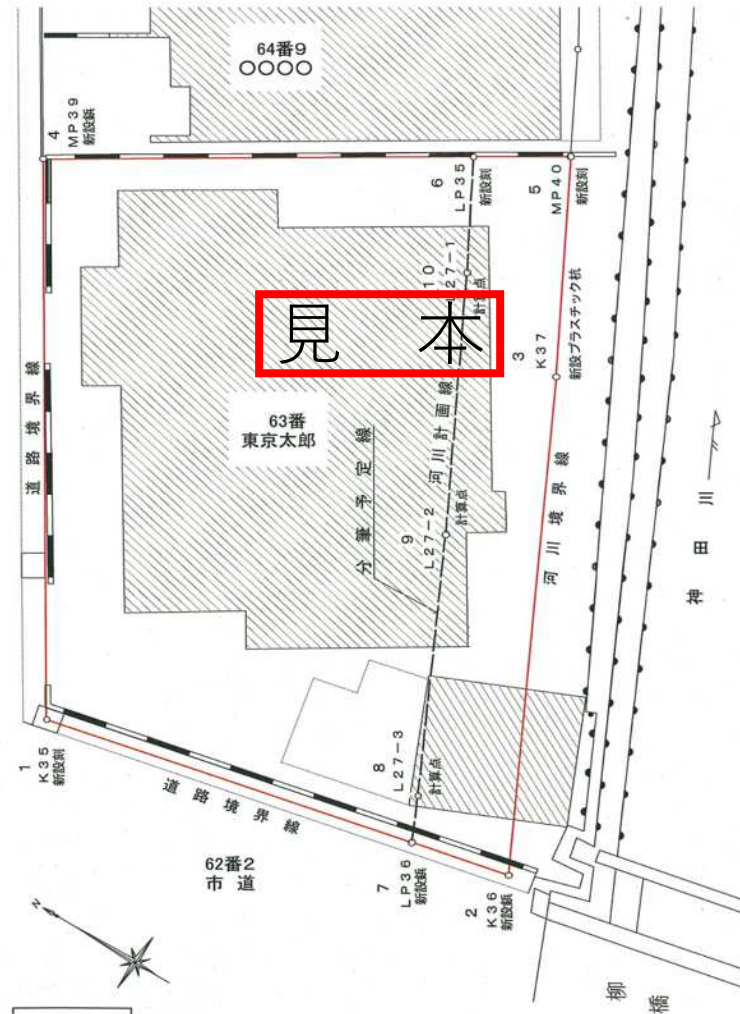 64番9
○○○○
4
MP39
新設鋲
6
LP35
新設刻
5
MP40
新設刻
10
L27-1
計算点
見本
3
K37
新設プラスチック杭
道路境界線
63番
東京太郎
分筆予定線
河川計画線
9
L27-2
計算点
河川境界線
神田川
1
K35
新設刻
道路境界線
8
L27-3
計算点
62番2
市道
7
LP36
新設鋲
2
K36
新設鋲
N
柳橋